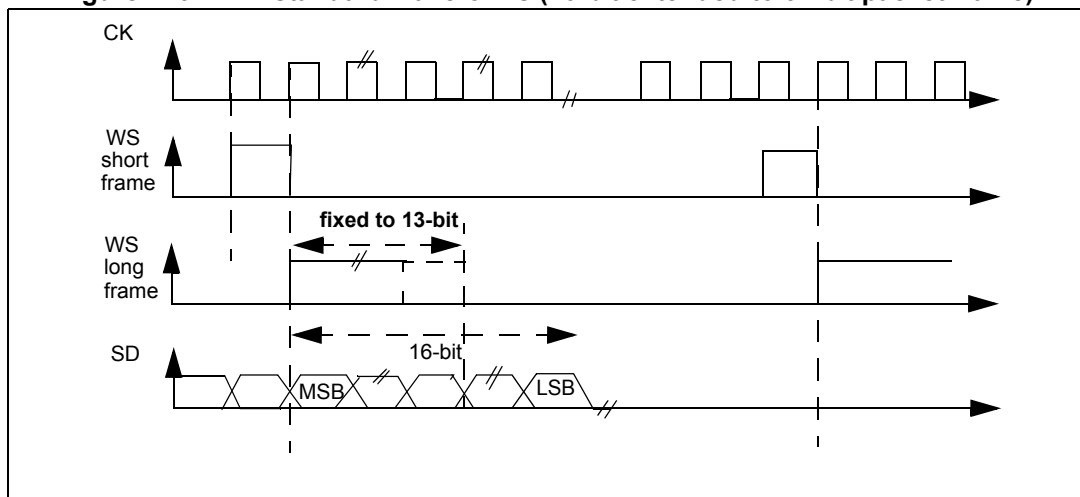 CK
WS
short
frame
fixed to 13-bit
WS
long
frame
16-bit
SD
MSB
LSB